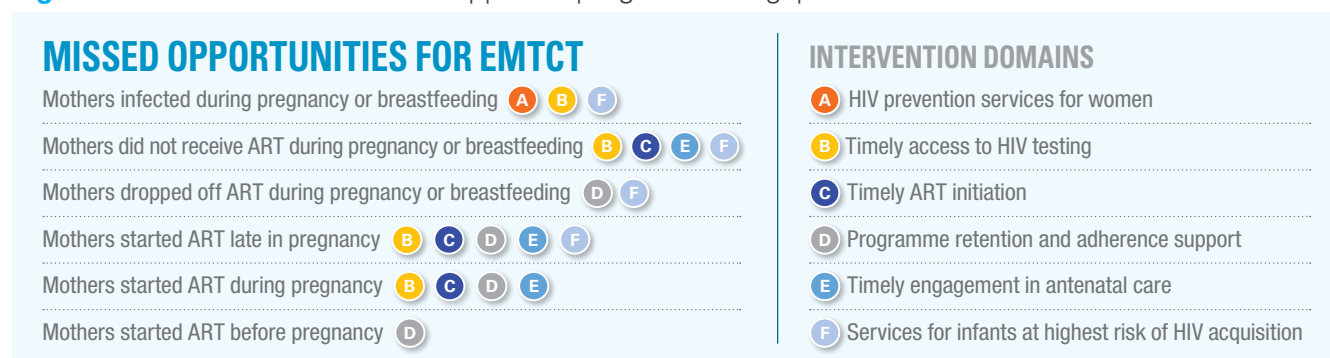 MISSED OPPORTUNITIES FOR EMTCT
Mothers infected during pregnancy or breastfeeding A B F
Mothers did not receive ART during pregnancy or breastfeeding B C E F
Mothers dropped off ART during pregnancy or breastfeeding D F
Mothers started ART late in pregnancy B C D E F
Mothers started ART during pregnancy B C D E
Mothers started ART before pregnancy D
INTERVENTION DOMAINS
A HIV prevention services for women
B Timely access to HIV testing
C Timely ART initiation
D Programme retention and adherence support
E Timely engagement in antenatal care
F Services for infants at highest risk of HIV acquisition